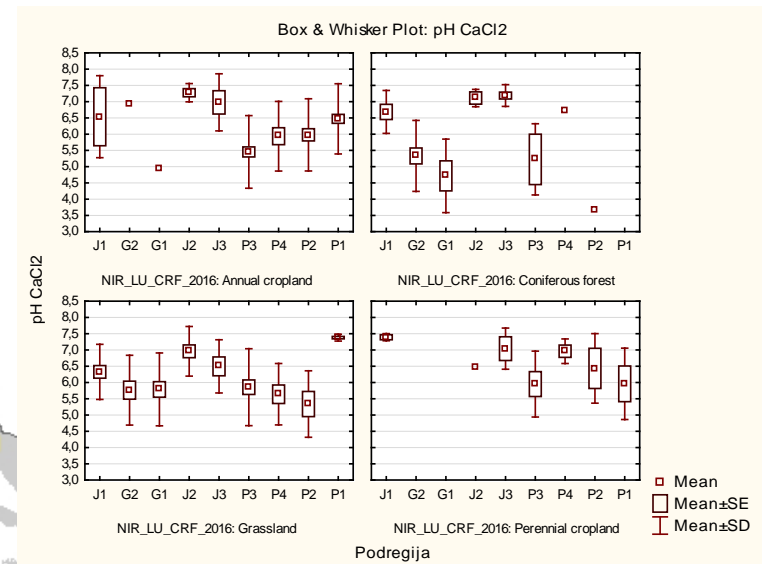 Box & Whisker Plot: pH CaCl2
8,5
8,0
7,5
7,0
6,5
6,0
5,5
5,0
4,5
4,0
3,5
3,0
J1 G2 G1 J2 J3 P3 P4 P2 P1
NIR_LU_CRF_2016: Annual cropland
J1 G2 G1 J2 J3 P3 P4 P2 P1
NIR_LU_CRF_2016: Coniferous forest
pH CaCl2
8,5
8,0
7,5
7,0
6,5
6,0
5,5
5,0
4,5
4,0
3,5
3,0
J1 G2 G1 J2 J3 P3 P4 P2 P1
NIR_LU_CRF_2016: Grassland
J1 G2 G1 J2 J3 P3 P4 P2 P1
NIR_LU_CRF_2016: Perennial cropland
Podregija
Mean
Mean±SE
Mean±SD